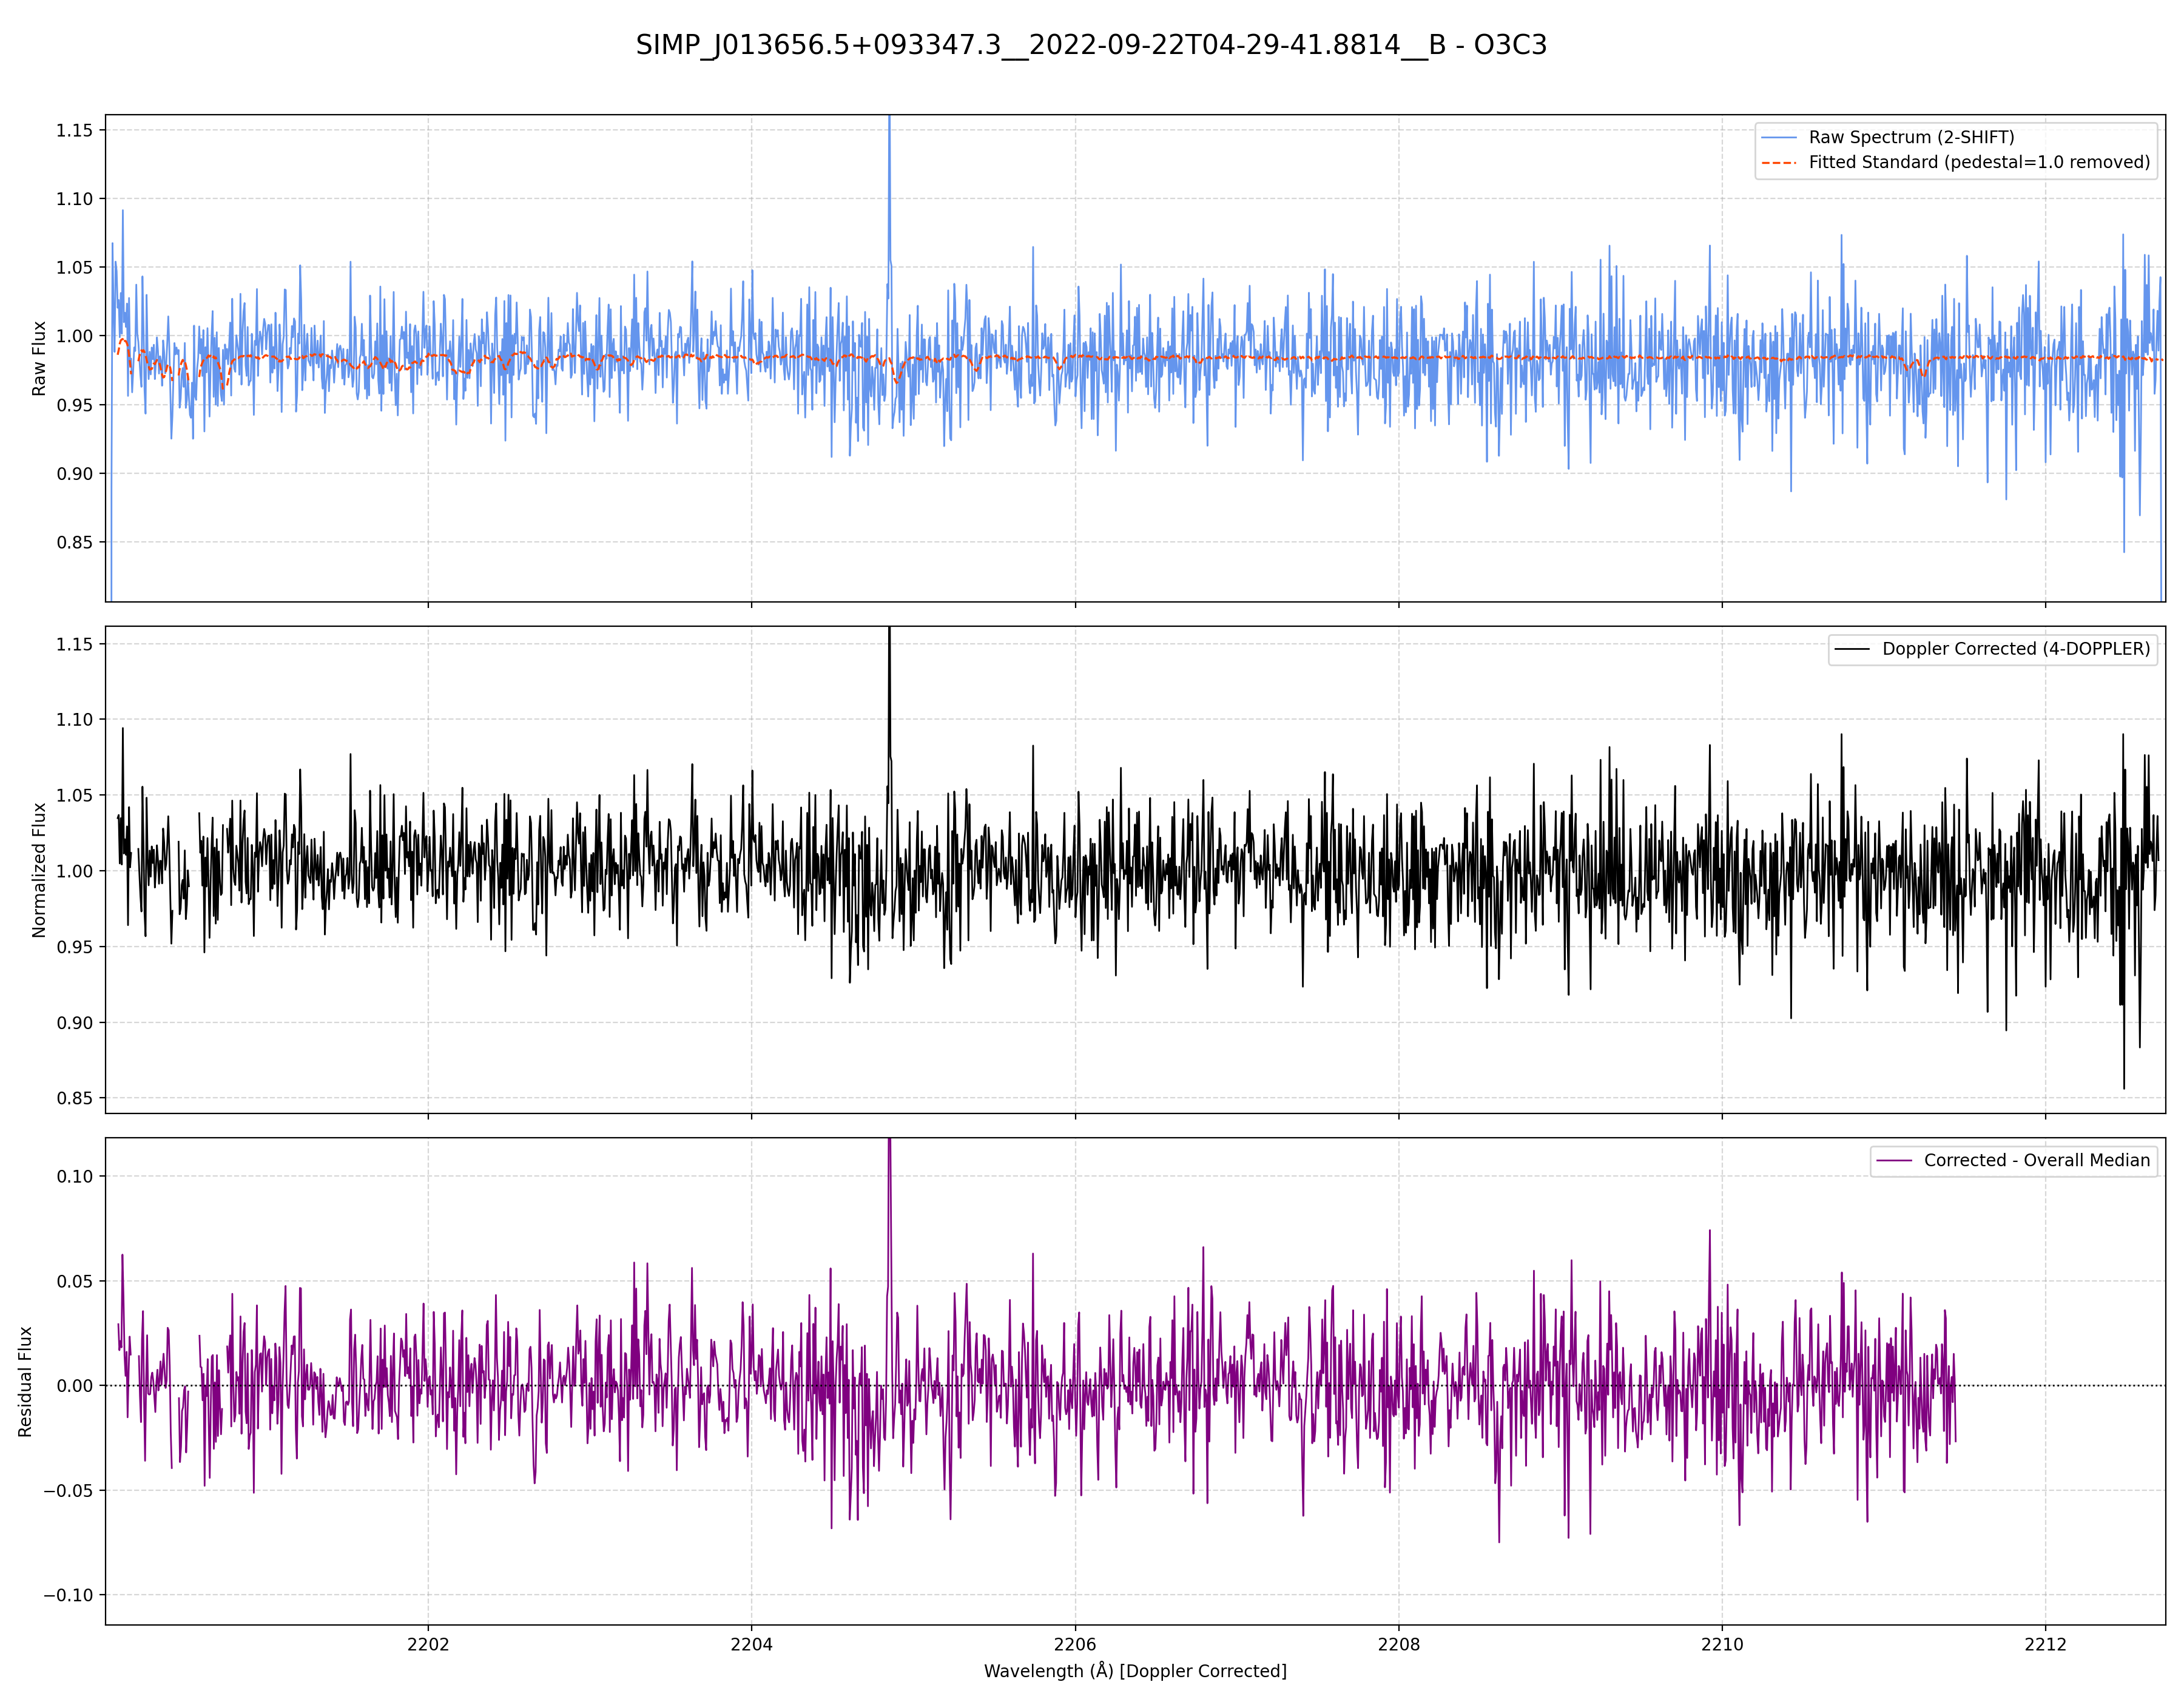 SIMP_J013656.5+093347.3__2022-09-22T04-29-41.8814__B - O3C3
1.15
1.10
1.05
1.00
0.95
0.90
0.85
Raw Flux
Raw Spectrum (2-SHIFT)
Fitted Standard (pedestal=1.0 removed)
1.15
1.10
1.05
1.00
0.95
0.90
0.85
Normalized Flux
Doppler Corrected (4-DOPPLER)
0.10
0.05
0.00
−0.05
−0.10
Residual Flux
Corrected - Overall Median
2202 2204 2206 2208 2210 2212
Wavelength (Å) [Doppler Corrected]